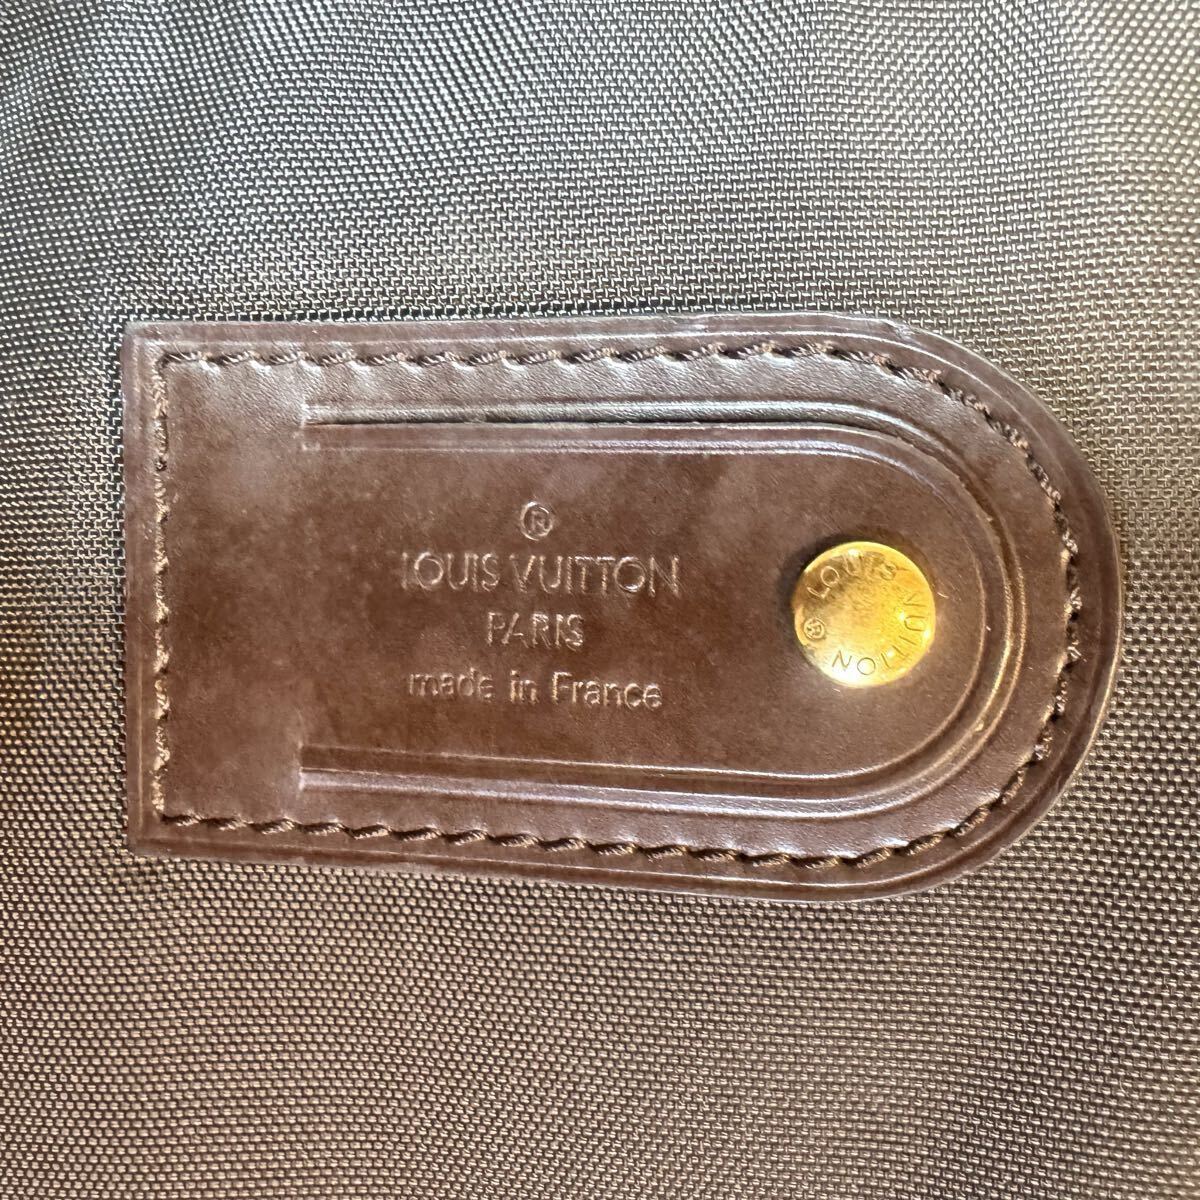 ®
LOUIS VUITTON
PARIS
made in France
LOUIS VUITTON ®